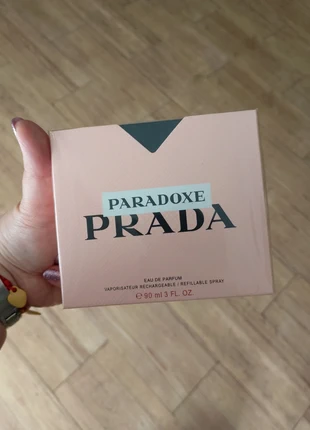 PARADOXE
PRADA
EAU DE PARFUM
VAPORISATEUR RECHARGEABLE / REFILLABLE SPRAY
℮ 90 ml 3 FL. OZ.